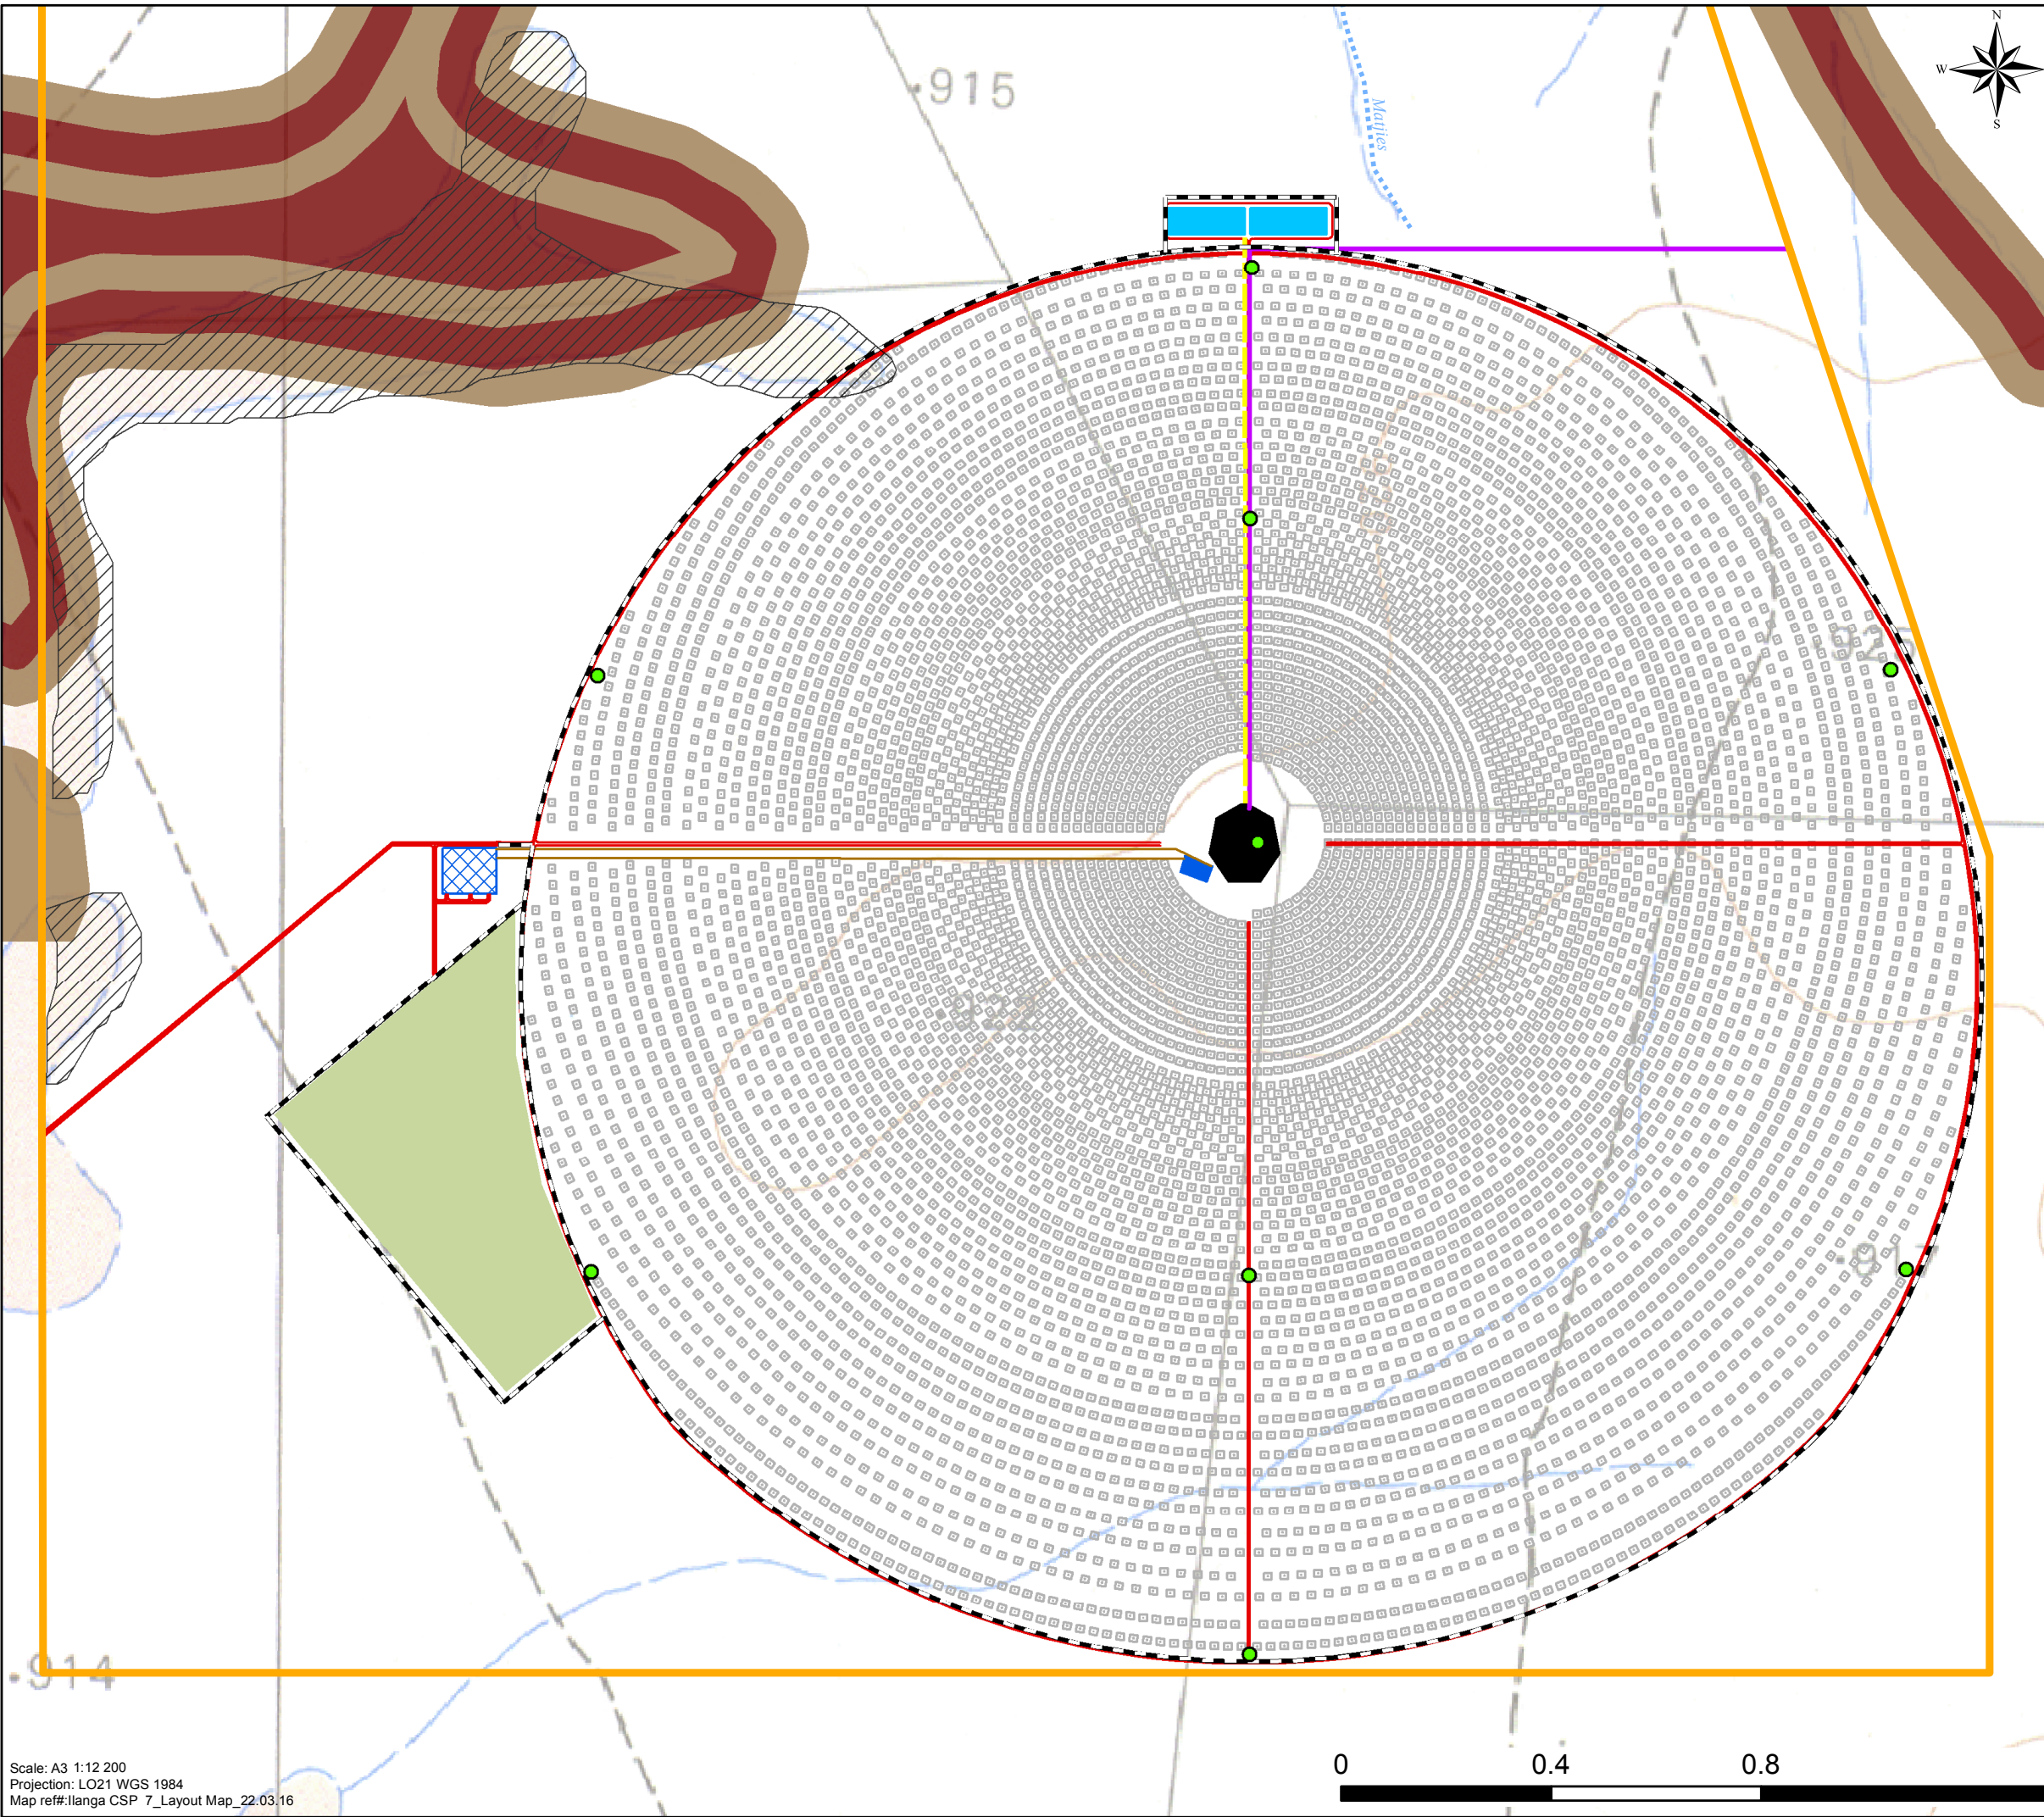 N
W
S
.915
Matjies
.925
.922
.917
.914
Scale: A3 1:12 200
Projection: LO21 WGS 1984
Map ref#:Ilanga CSP 7_Layout Map_22.03.16
0 0.4 0.8